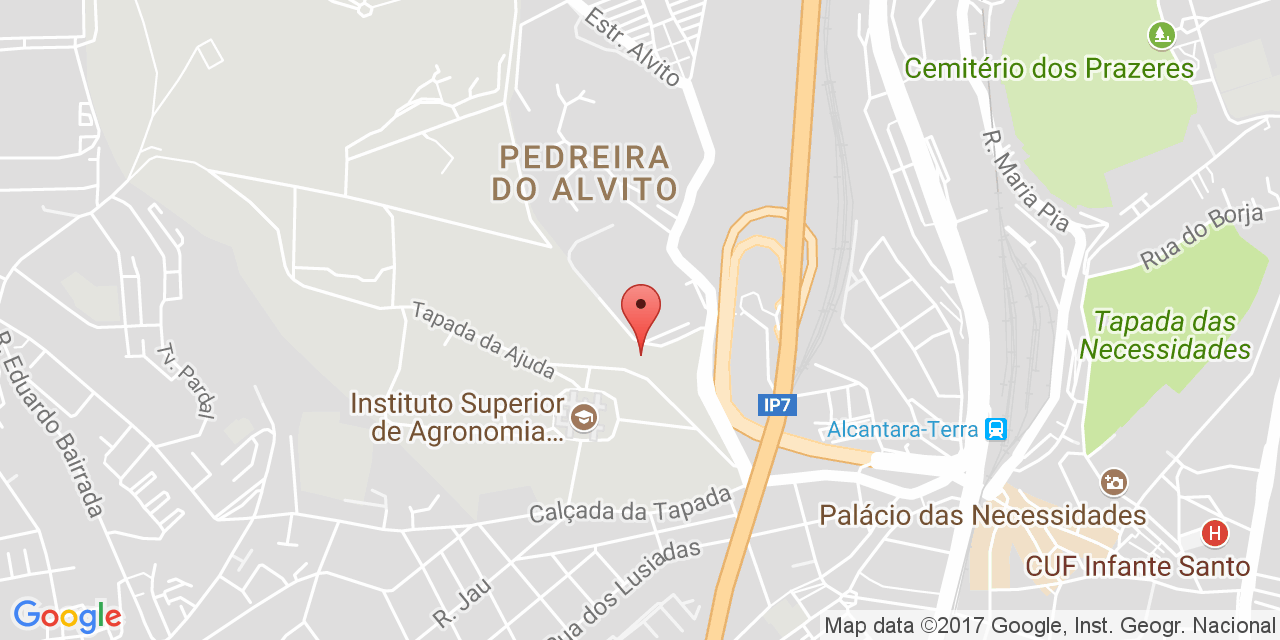 Estr. Alvito
Cemitério dos Prazeres
PEDREIRA
DO ALVITO
R. Maria Pia
Rua do Borja
Tapada da Ajuda
Tapada das
Necessidades
R. Eduardo Bairrada
Tv. Pardal
Instituto Superior
de Agronomia...
IP7
Alcantara-Terra
Calçada da Tapada
Palácio das Necessidades
H
CUF Infante Santo
Rua dos Lusíadas
R. Jau
Google
Map data ©2017 Google, Inst. Geogr. Nacional